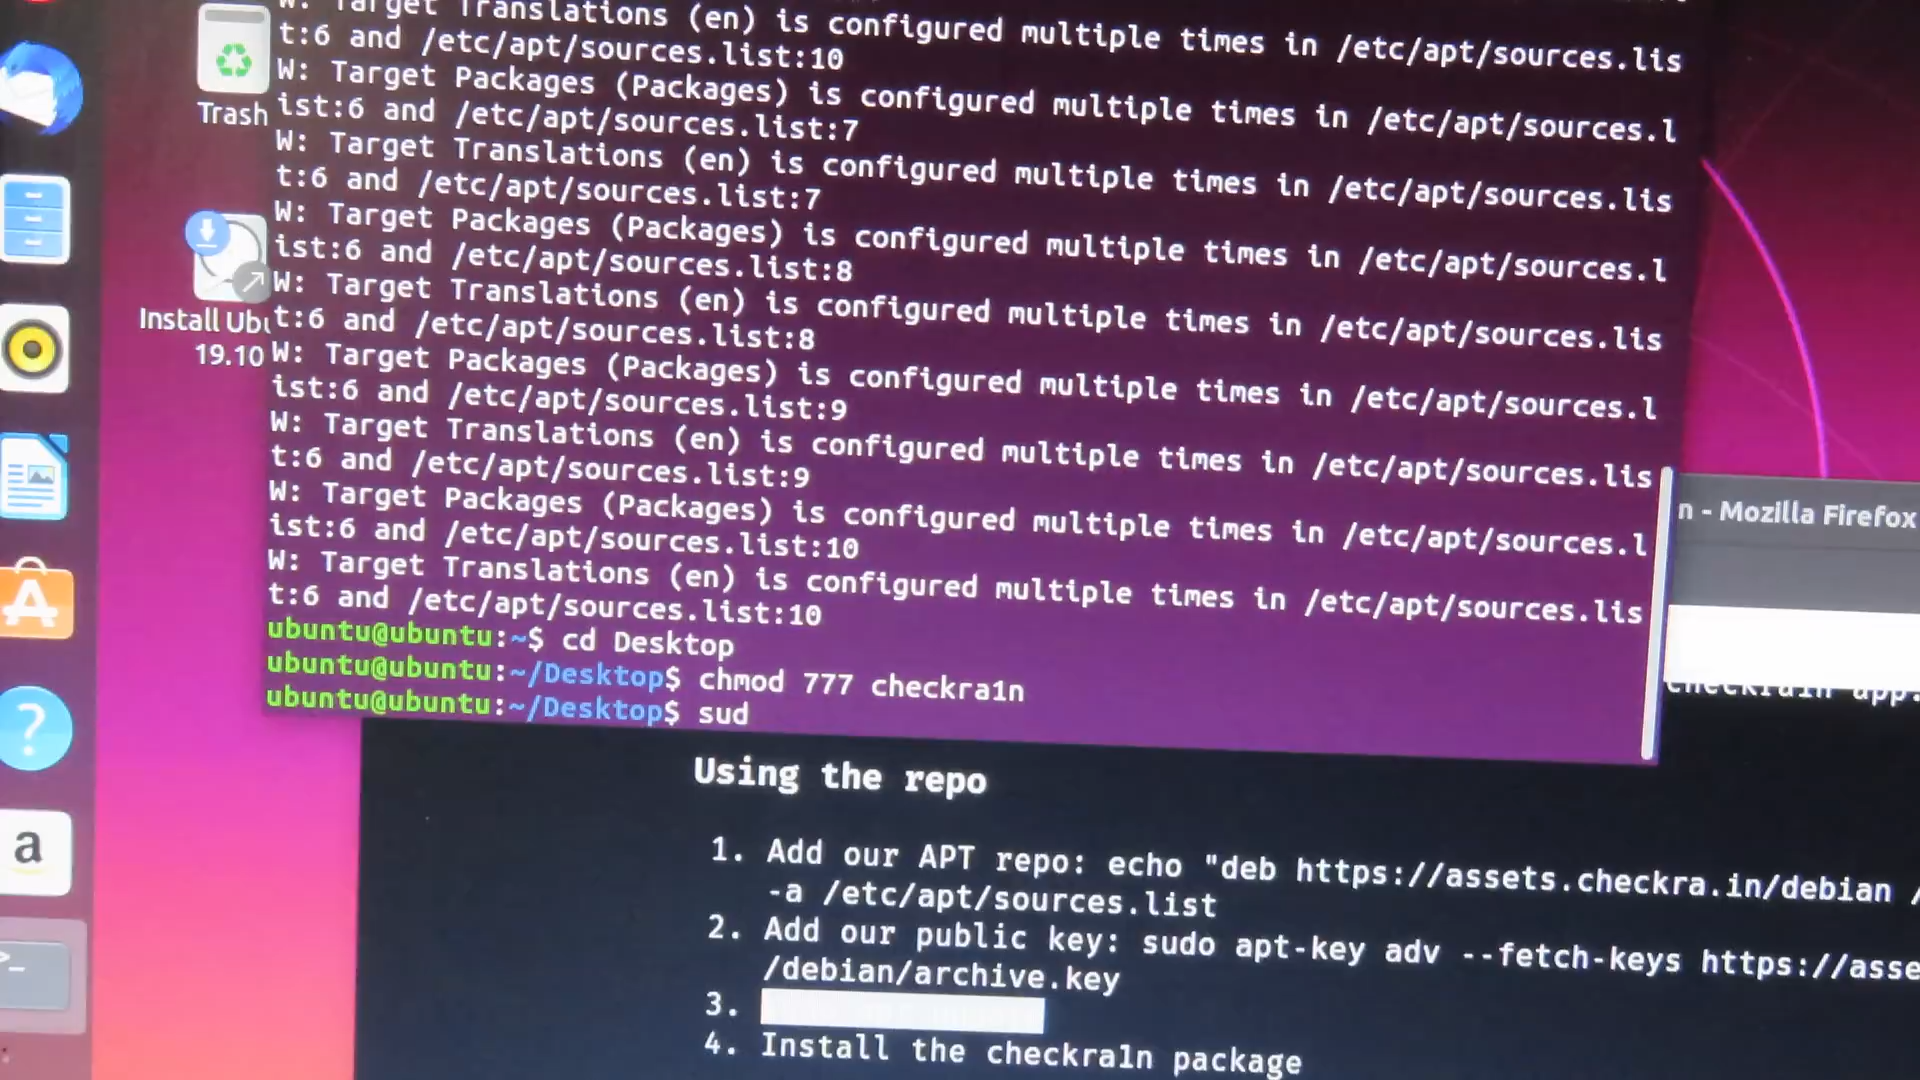 W: Target Translations (en) is configured multiple times in /etc/apt/sources.lis
t:6 and /etc/apt/sources.list:10
W: Target Packages (Packages) is configured multiple times in /etc/apt/sources.l
ist:6 and /etc/apt/sources.list:7
W: Target Translations (en) is configured multiple times in /etc/apt/sources.lis
t:6 and /etc/apt/sources.list:7
W: Target Packages (Packages) is configured multiple times in /etc/apt/sources.l
ist:6 and /etc/apt/sources.list:8
W: Target Translations (en) is configured multiple times in /etc/apt/sources.lis
t:6 and /etc/apt/sources.list:8
W: Target Packages (Packages) is configured multiple times in /etc/apt/sources.l
ist:6 and /etc/apt/sources.list:9
W: Target Translations (en) is configured multiple times in /etc/apt/sources.lis
t:6 and /etc/apt/sources.list:9
W: Target Packages (Packages) is configured multiple times in /etc/apt/sources.l
ist:6 and /etc/apt/sources.list:10
W: Target Translations (en) is configured multiple times in /etc/apt/sources.lis
t:6 and /etc/apt/sources.list:10
ubuntu@ubuntu:~$ cd Desktop
ubuntu@ubuntu:~/Desktop$ chmod 777 checkra1n
ubuntu@ubuntu:~/Desktop$ sud
Trash
Install Ubu
19.10
n - Mozilla Firefox
checkra1n app.
Using the repo
1. Add our APT repo: echo "deb https://assets.checkra.in/debian /
-a /etc/apt/sources.list
2. Add our public key: sudo apt-key adv --fetch-keys https://asse
/debian/archive.key
3.
4. Install the checkra1n package
a